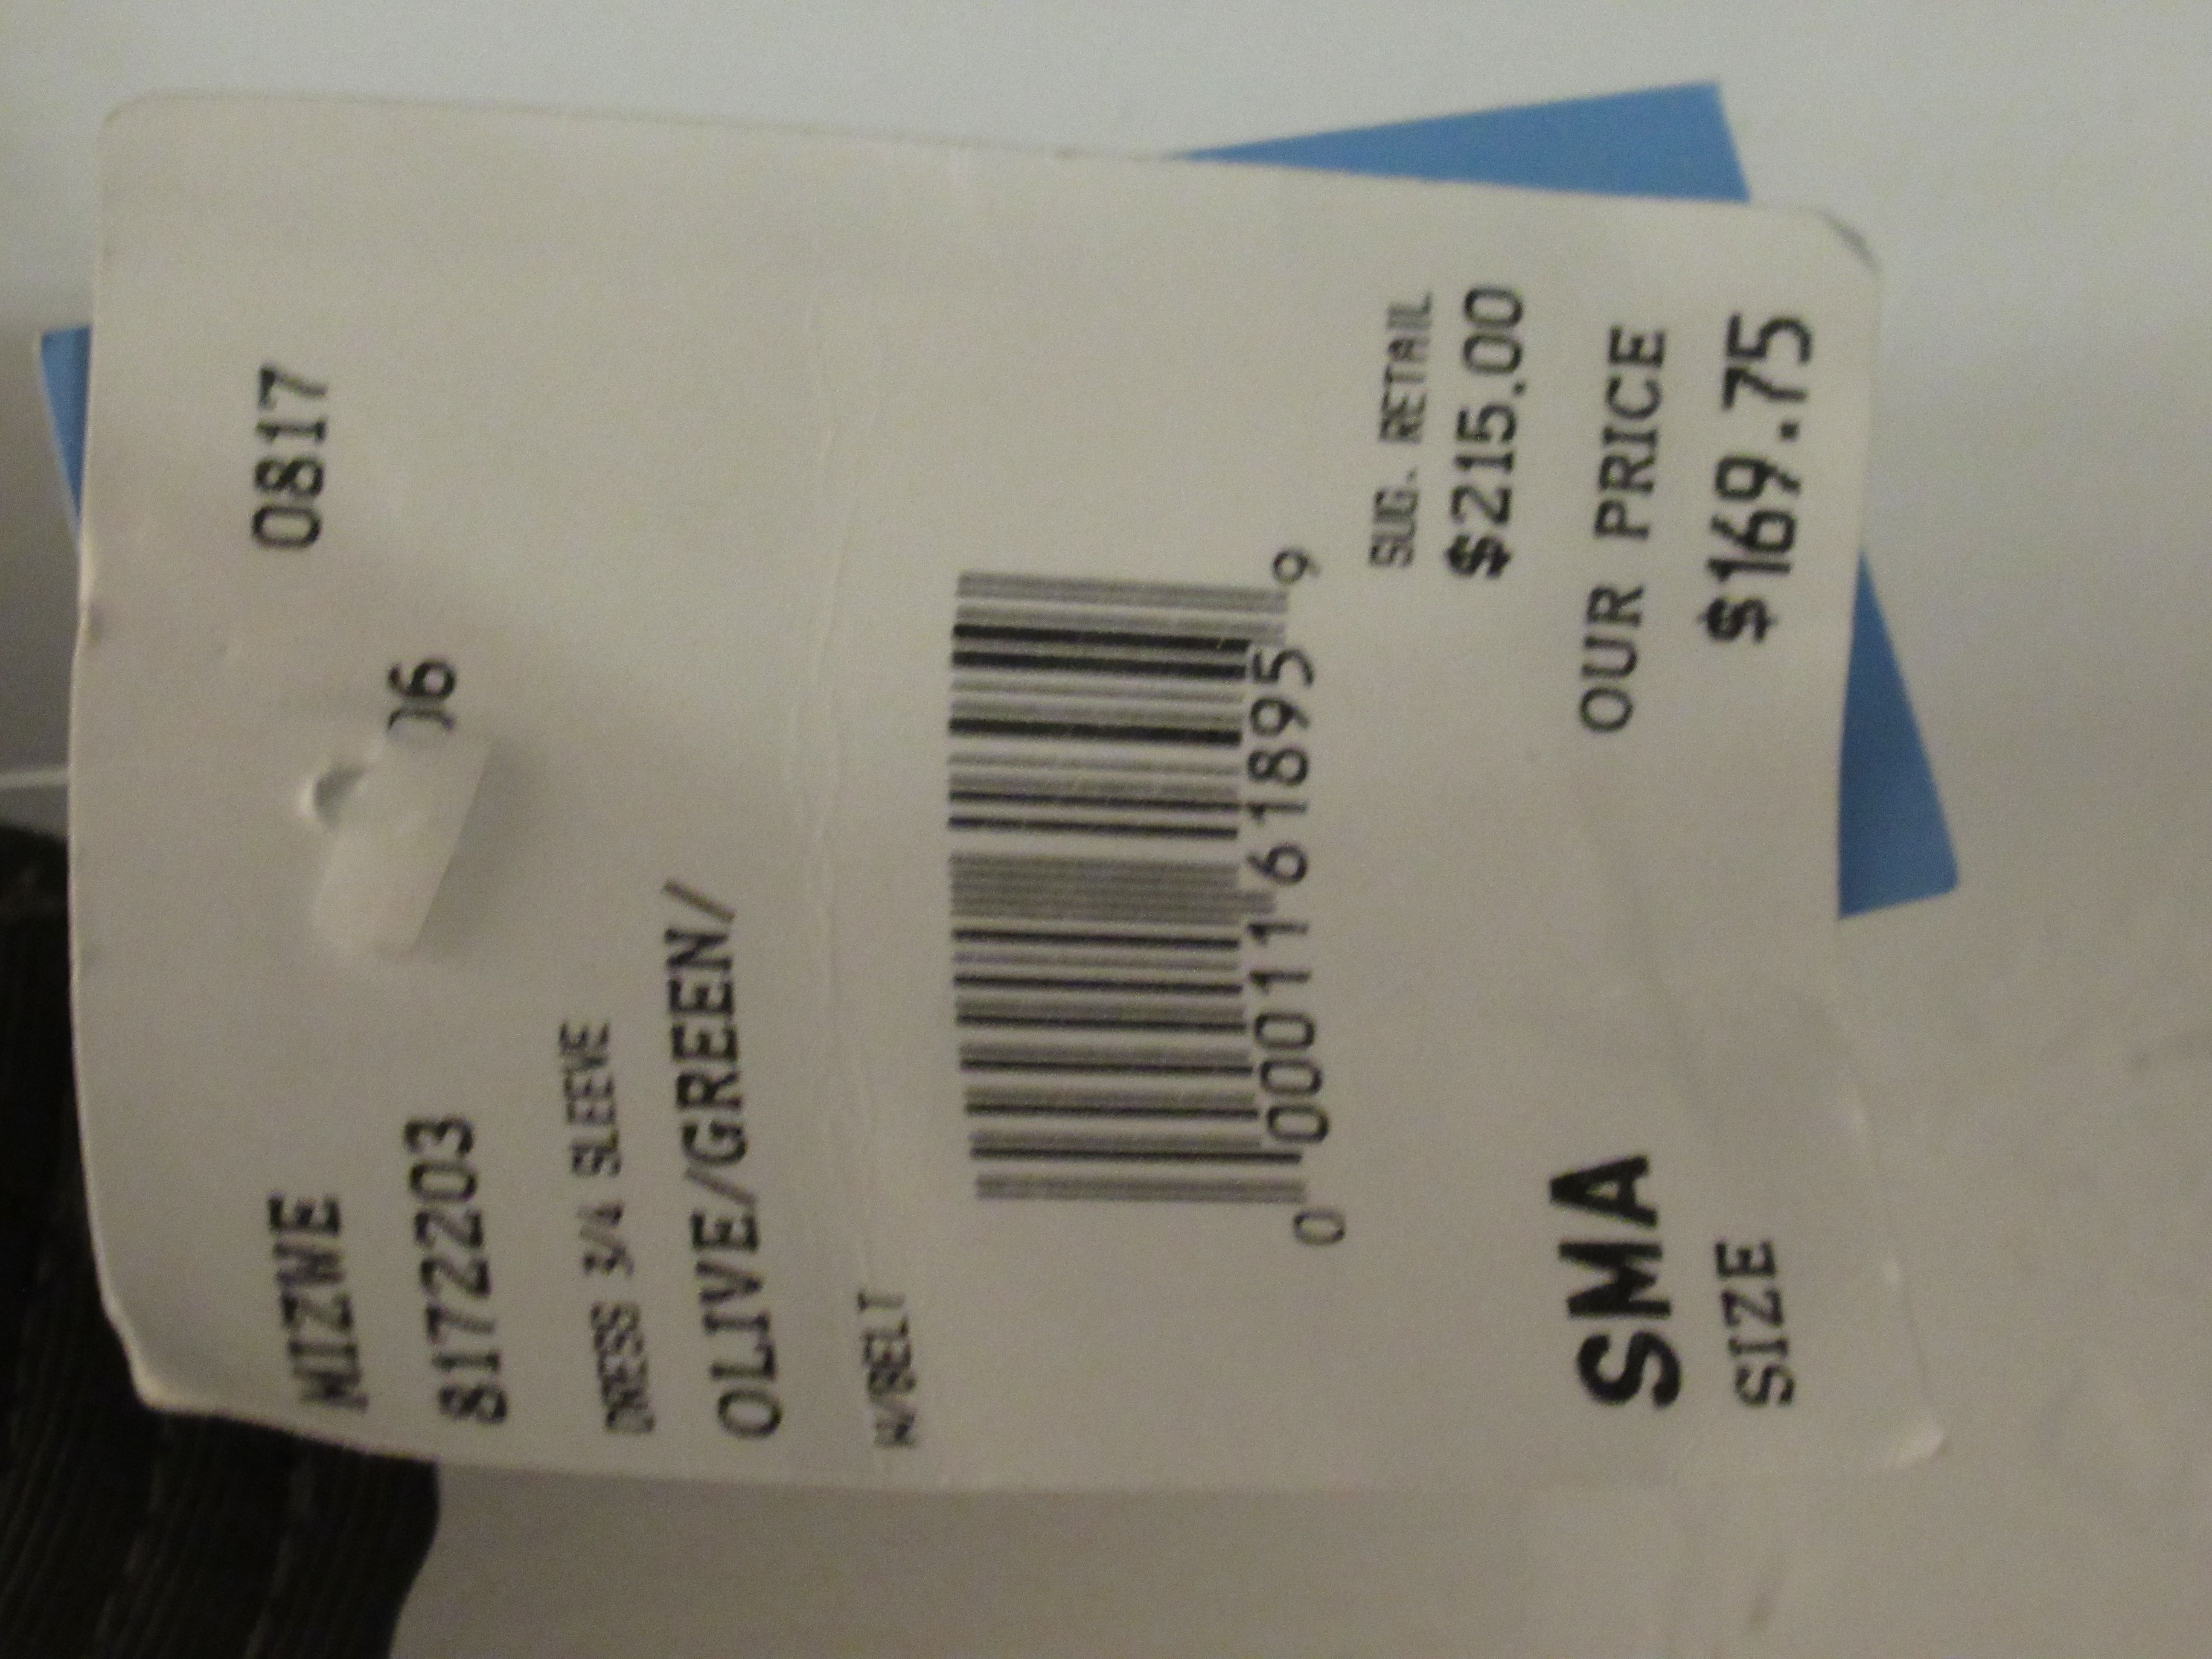 MIZWE 0817
8172203 06
DRESS 3/4 SLEEVE
OLIVE/GREEN/
W/BELT
0 00011 61895 9
SUG. RETAIL
$215.00
SMA OUR PRICE
SIZE $169.75